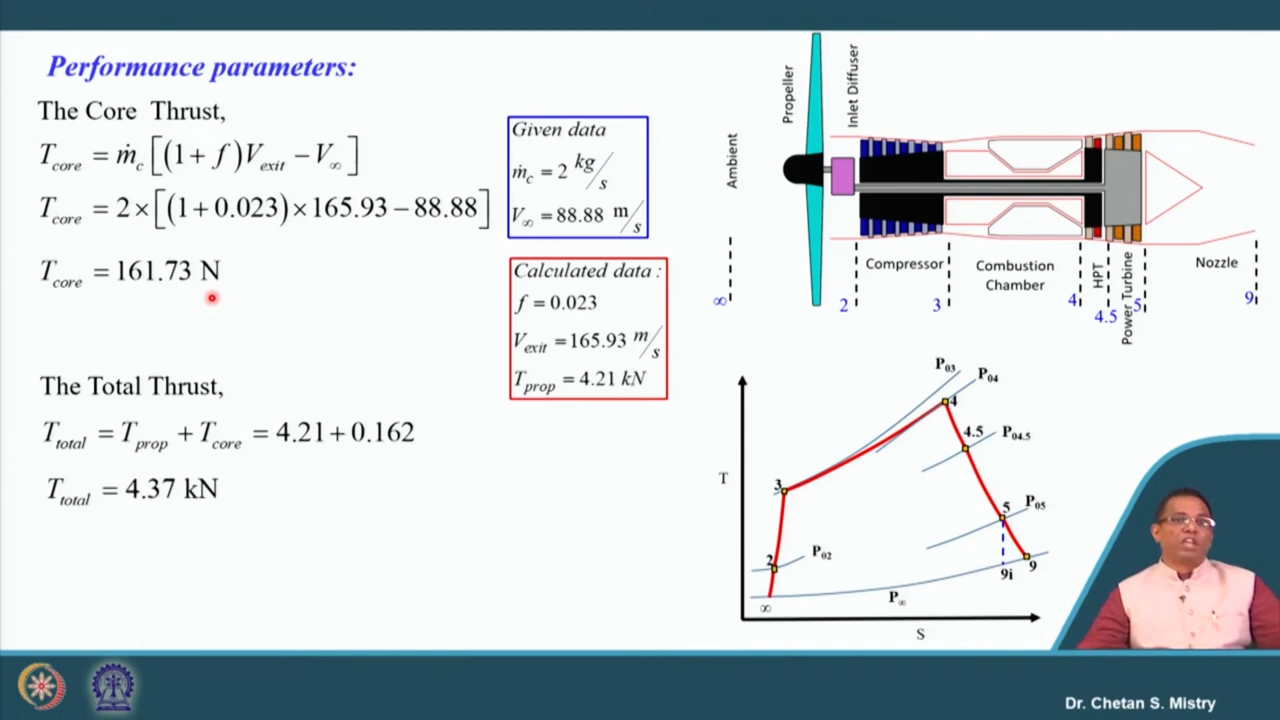 Performance parameters:
The Core Thrust,
T_core = ṁ_c [(1 + f)V_exit − V_∞]
T_core = 2×[(1+0.023)×165.93−88.88]
T_core = 161.73 N
The Total Thrust,
T_total = T_prop + T_core = 4.21+0.162
T_total = 4.37 kN
Given data
ṁ_c = 2 kg/s
V_∞ = 88.88 m/s
Calculated data :
f = 0.023
V_exit =165.93 m/s
T_prop = 4.21 kN
Ambient
Propeller
Inlet Diffuser
Compressor
Combustion
Chamber
HPT
Power Turbine
Nozzle
∞
2
3
4
4.5
5
9
T
P03
P04
4
4.5
P04.5
3
5
P05
2
P02
9i
9
P∞
∞
S
Dr. Chetan S. Mistry